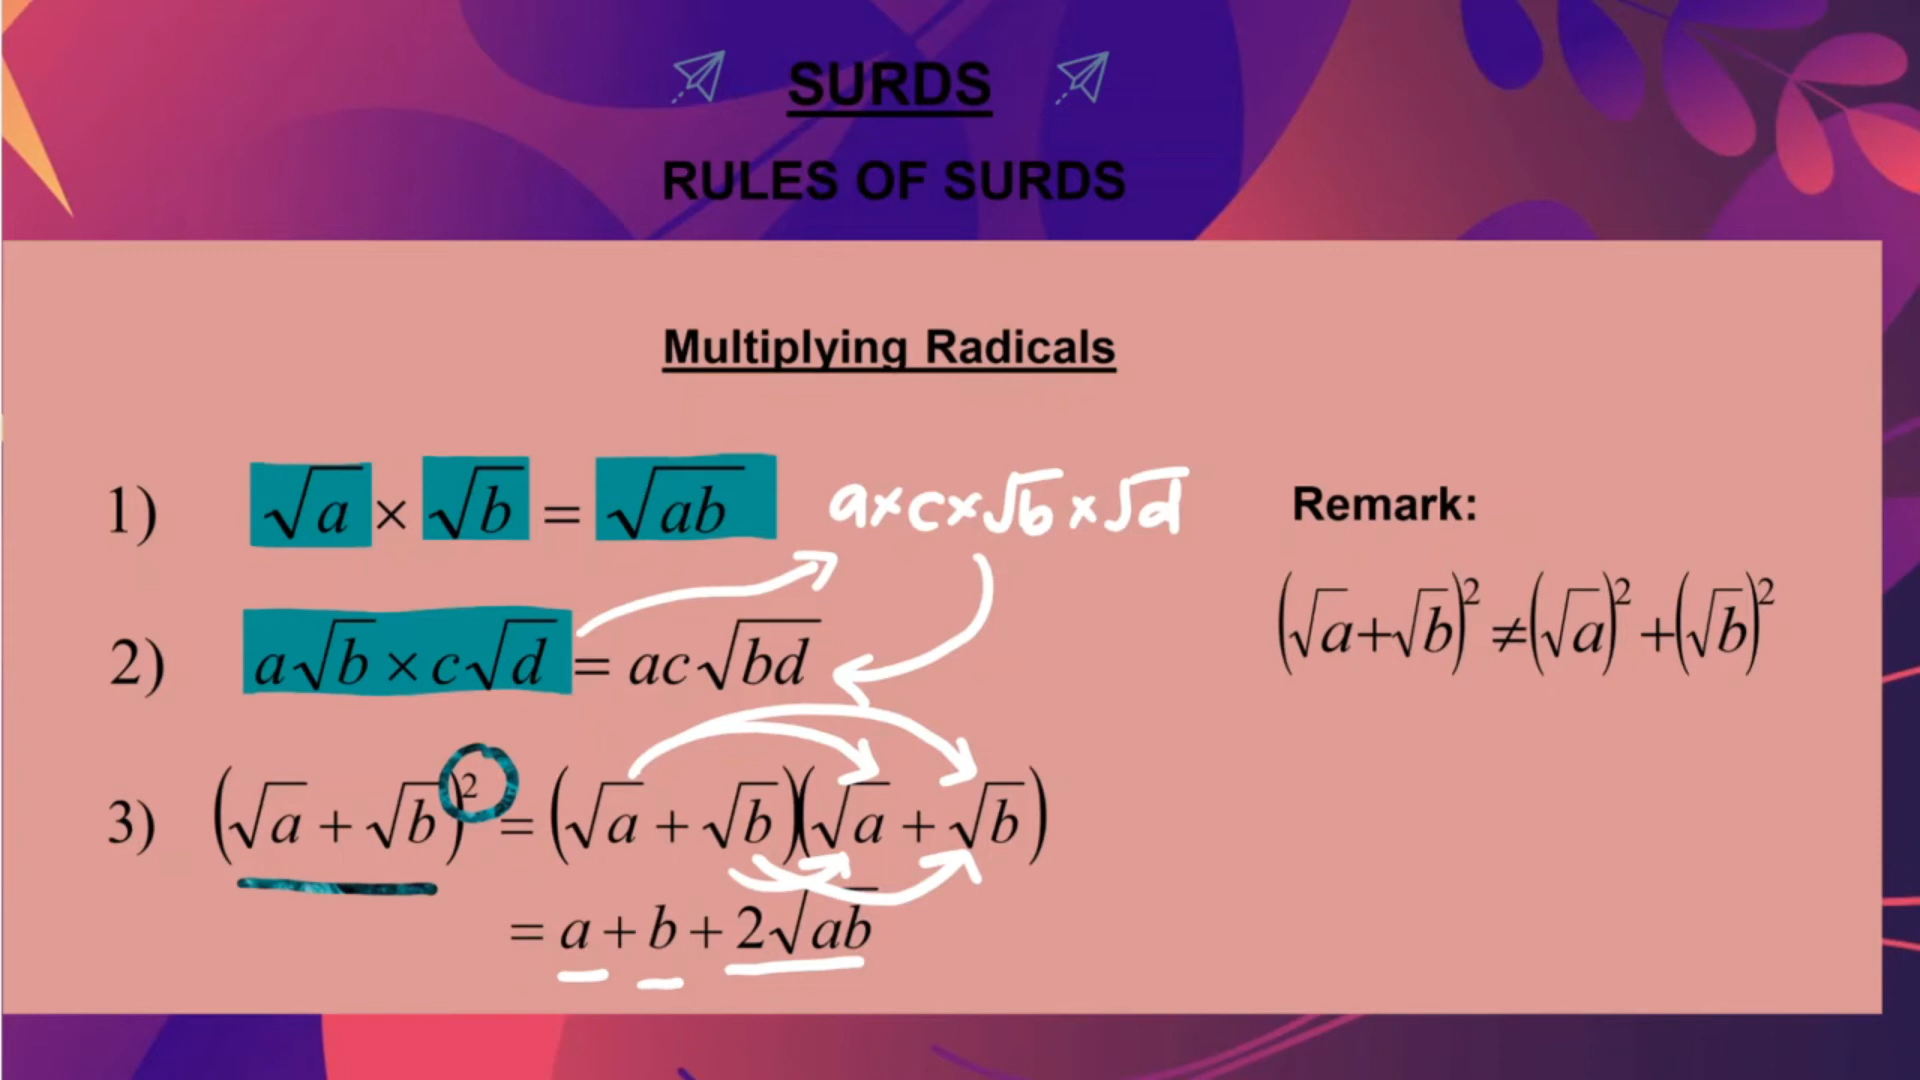 SURDS
RULES OF SURDS
Multiplying Radicals
1) √a × √b = √ab
a×c×√b×√d
2) a√b × c√d = ac√bd
3) (√a + √b)² = (√a + √b)(√a + √b)
= a + b + 2√ab
Remark:
(√a+√b)² ≠ (√a)² + (√b)²